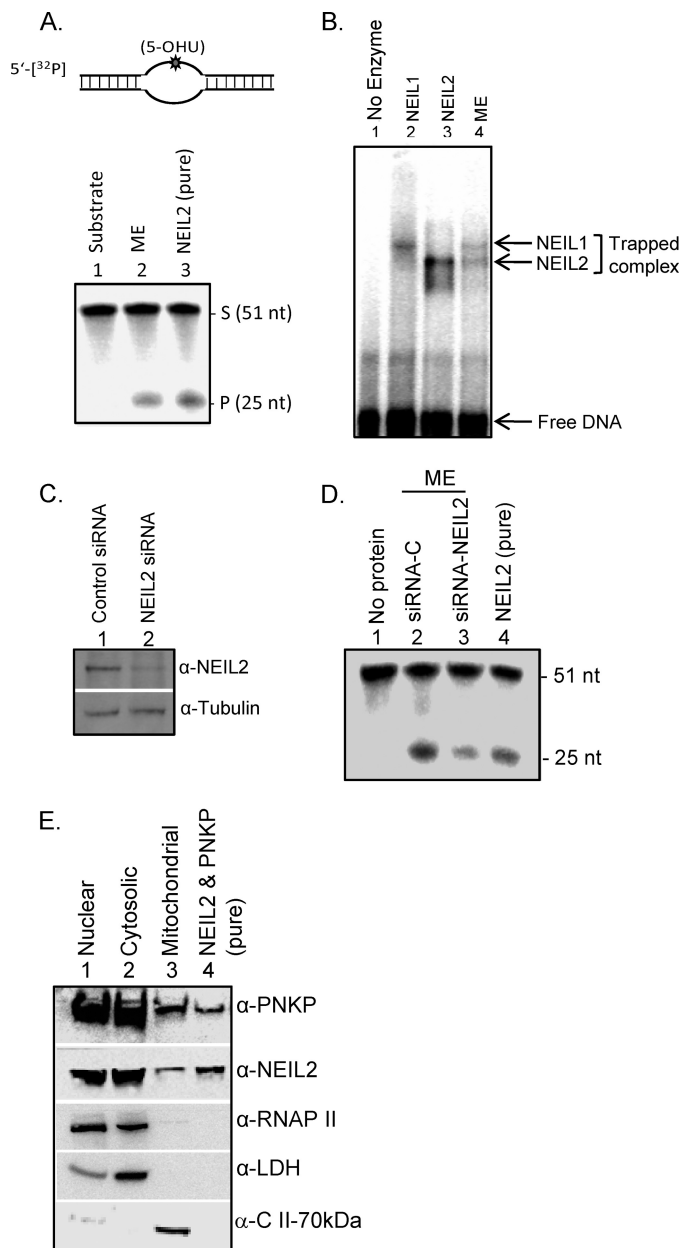 A.
(5-OHU)
5‘-[³²P]
Substrate
ME
NEIL2 (pure)
1 2 3
S (51 nt)
P (25 nt)
B.
No Enzyme
NEIL1
NEIL2
ME
1 2 3 4
NEIL1
NEIL2
Trapped
complex
Free DNA
C.
Control siRNA
NEIL2 siRNA
1 2
α-NEIL2
α-Tubulin
D.
ME
No protein
siRNA-C
siRNA-NEIL2
NEIL2 (pure)
1 2 3 4
- 51 nt
- 25 nt
E.
Nuclear
Cytosolic
Mitochondrial
NEIL2 & PNKP
(pure)
1 2 3 4
α-PNKP
α-NEIL2
α-RNAP II
α-LDH
α-C II-70kDa